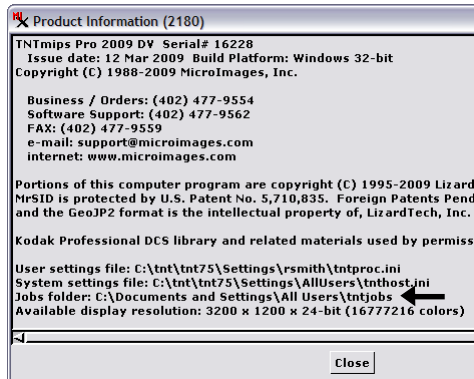 Product Information (2180)
TNTmips Pro 2009 DV Serial# 16228
Issue date: 12 Mar 2009 Build Platform: Windows 32-bit
Copyright (C) 1988-2009 MicroImages, Inc.
Business / Orders: (402) 477-9554
Software Support: (402) 477-9562
FAX: (402) 477-9559
e-mail: support@microimages.com
internet: www.microimages.com
Portions of this computer program are copyright (C) 1995-2009 Lizard
MrSID is protected by U.S. Patent No. 5,710,835. Foreign Patents Pend
and the GeoJP2 format is the intellectual property of, LizardTech, Inc.
Kodak Professional DCS library and related materials used by permiss
User settings file: C:\tnt\tnt75\Settings\rsmith\tntproc.ini
System settings file: C:\tnt\tnt75\Settings\AllUsers\tnthost.ini
Jobs folder: C:\Documents and Settings\All Users\tntjobs
Available display resolution: 3200 x 1200 x 24-bit (16777216 colors)
Close